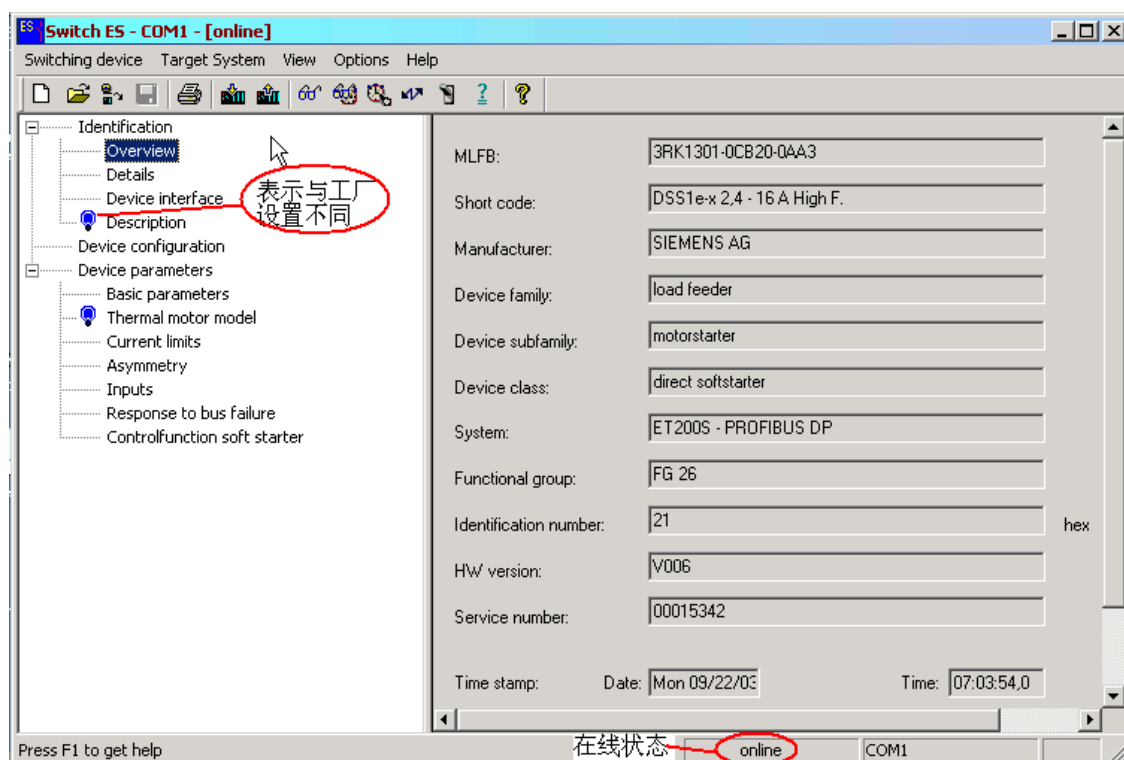 ES Switch ES - COM1 - [online]
Switching device Target System View Options Help
Identification
Overview
Details
Device interface
Description
Device configuration
Device parameters
Basic parameters
Thermal motor model
Current limits
Asymmetry
Inputs
Response to bus failure
Controlfunction soft starter
表示与工厂
设置不同
MLFB: 3RK1301-0CB20-0AA3
Short code: DSS1e-x 2,4 - 16 A High F.
Manufacturer: SIEMENS AG
Device family: load feeder
Device subfamily: motorstarter
Device class: direct softstarter
System: ET200S - PROFIBUS DP
Functional group: FG 26
Identification number: 21 hex
HW version: V006
Service number: 00015342
Time stamp: Date: Mon 09/22/03 Time: 07:03:54,0
Press F1 to get help 在线状态 online COM1